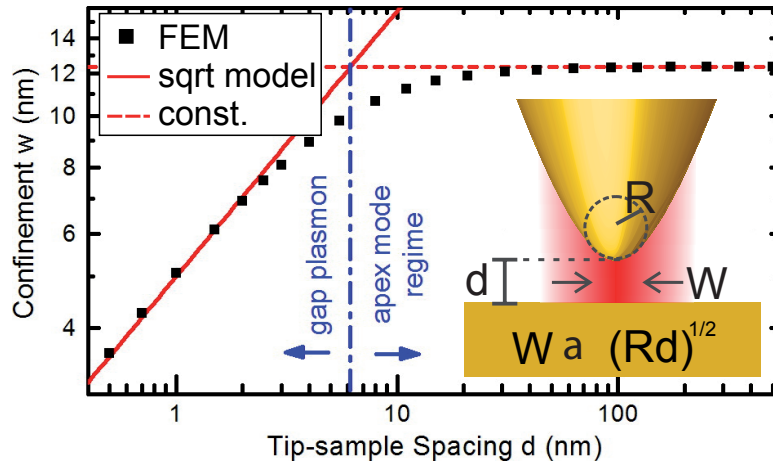 14
12
10
8
6
4
Confinement w (nm)
FEM
sqrt model
const.
gap plasmon
apex mode
regime
R
d
W
W a (Rd)^1/2
1
10
100
Tip-sample Spacing d (nm)